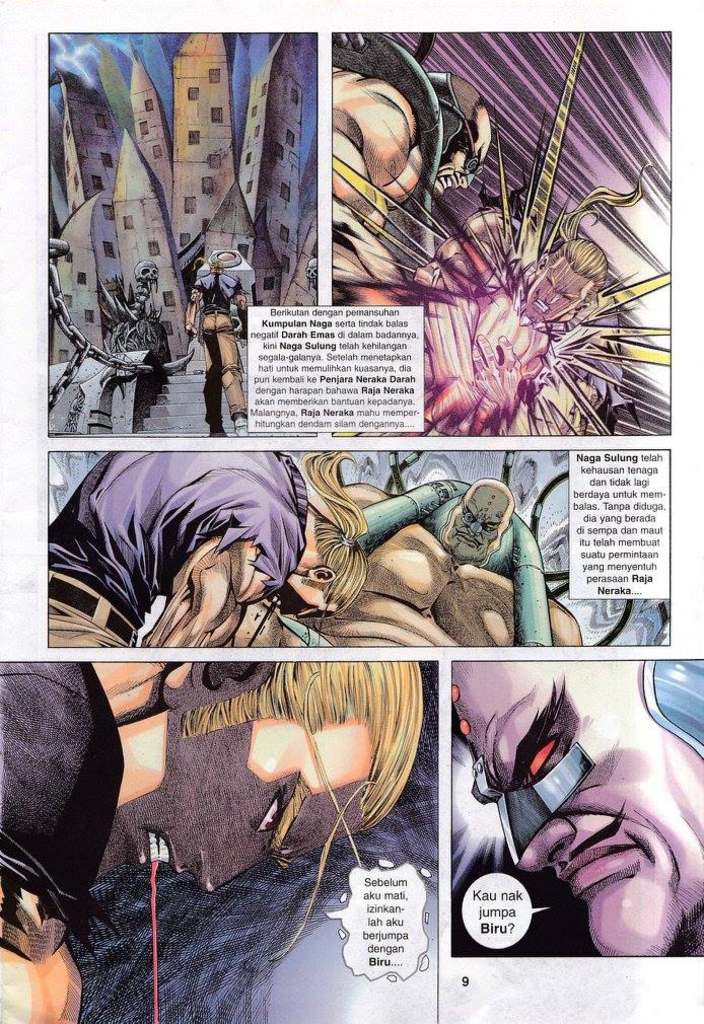 Berikutan dengan pemansuhan
Kumpulan Naga serta tindak balas
negatif Darah Emas di dalam badannya,
kini Naga Sulung telah kehilangan
segala-galanya. Setelah menetapkan
hati untuk memulihkan kuasanya, dia
pun kembali ke Penjara Neraka Darah
dengan harapan bahawa Raja Neraka
akan memberikan bantuan kepadanya.
Malangnya, Raja Neraka mahu memper-
hitungkan dendam silam dengannya....
Naga Sulung telah
kehausan tenaga
dan tidak lagi
berdaya untuk mem-
balas. Tanpa diduga,
dia yang berada
di sempa dan maut
itu telah membuat
suatu permintaan
yang menyentuh
perasaan Raja
Neraka....
Sebelum
aku mati,
izinkan-
lah aku
berjumpa
dengan
Biru....
Kau nak
jumpa
Biru?
9